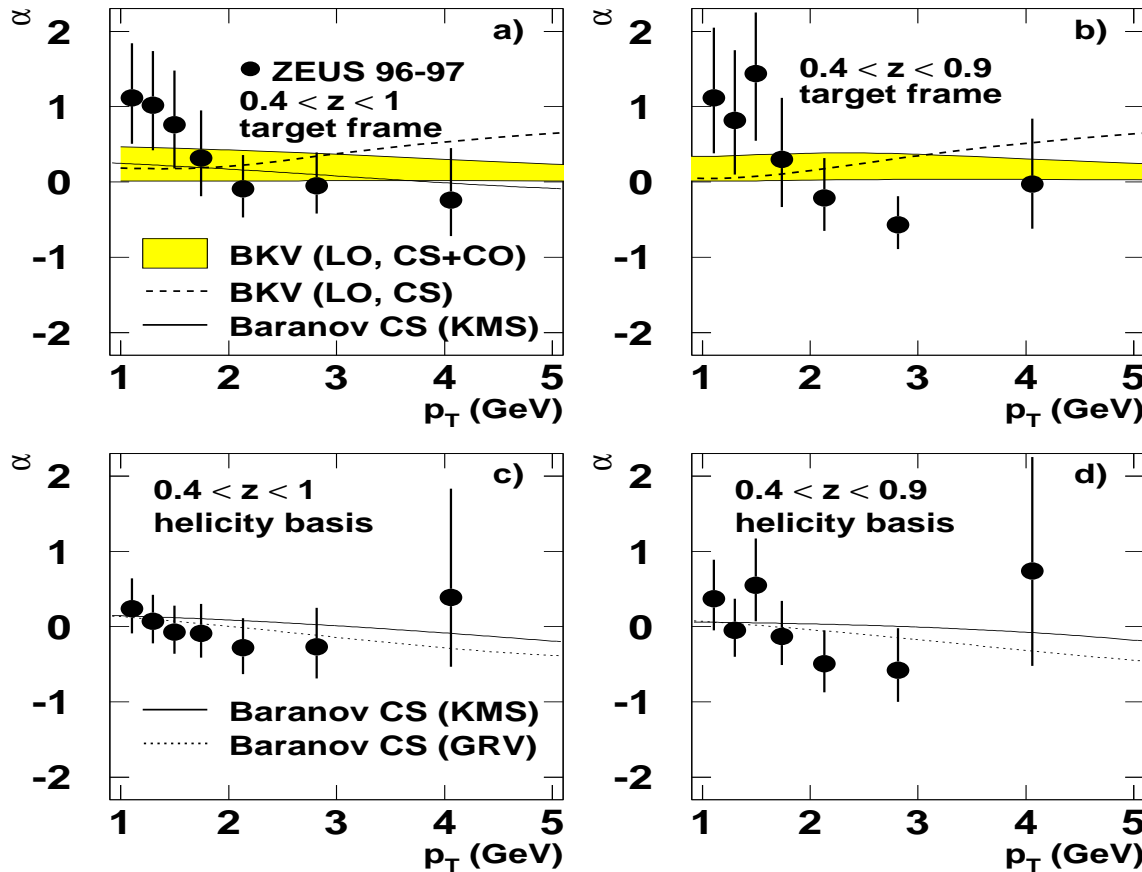 α
2
1
0
-1
-2
a)
ZEUS 96-97
0.4 < z < 1
target frame
BKV (LO, CS+CO)
BKV (LO, CS)
Baranov CS (KMS)
1 2 3 4 5
p_T (GeV)
α
2
1
0
-1
-2
b)
0.4 < z < 0.9
target frame
1 2 3 4 5
p_T (GeV)
α
2
1
0
-1
-2
c)
0.4 < z < 1
helicity basis
Baranov CS (KMS)
Baranov CS (GRV)
1 2 3 4 5
p_T (GeV)
α
2
1
0
-1
-2
d)
0.4 < z < 0.9
helicity basis
1 2 3 4 5
p_T (GeV)